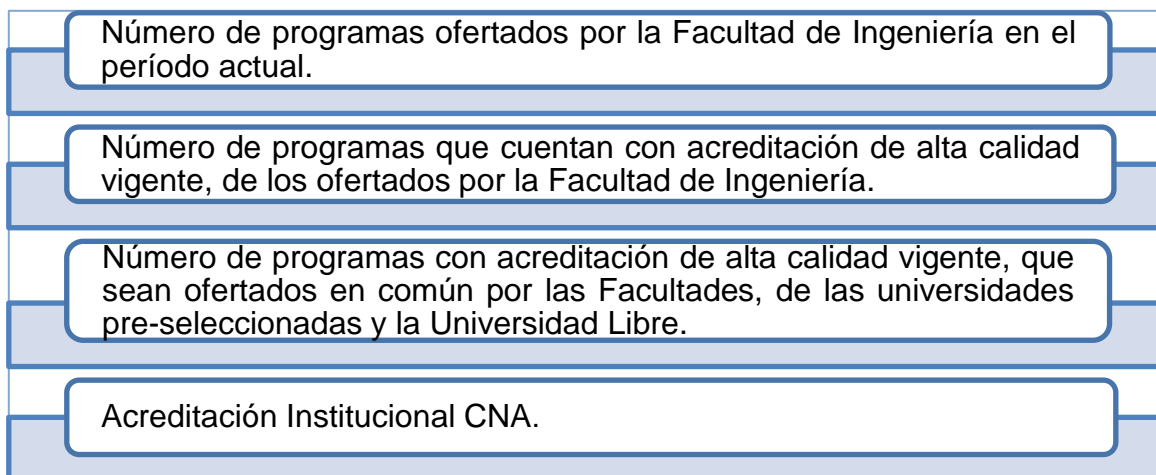 Número de programas ofertados por la Facultad de Ingeniería en el
período actual.
Número de programas que cuentan con acreditación de alta calidad
vigente, de los ofertados por la Facultad de Ingeniería.
Número de programas con acreditación de alta calidad vigente, que
sean ofertados en común por las Facultades, de las universidades
pre-seleccionadas y la Universidad Libre.
Acreditación Institucional CNA.